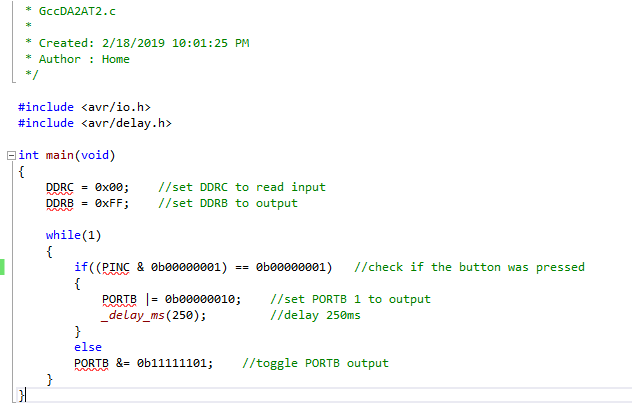 * GccDA2AT2.c
*
* Created: 2/18/2019 10:01:25 PM
* Author : Home
*/
#include <avr/io.h>
#include <avr/delay.h>
int main(void)
{
DDRC = 0x00; //set DDRC to read input
DDRB = 0xFF; //set DDRB to output
while(1)
{
if((PINC & 0b00000001) == 0b00000001) //check if the button was pressed
{
PORTB |= 0b00000010; //set PORTB 1 to output
_delay_ms(250); //delay 250ms
}
else
PORTB &= 0b11111101; //toggle PORTB output
}
}